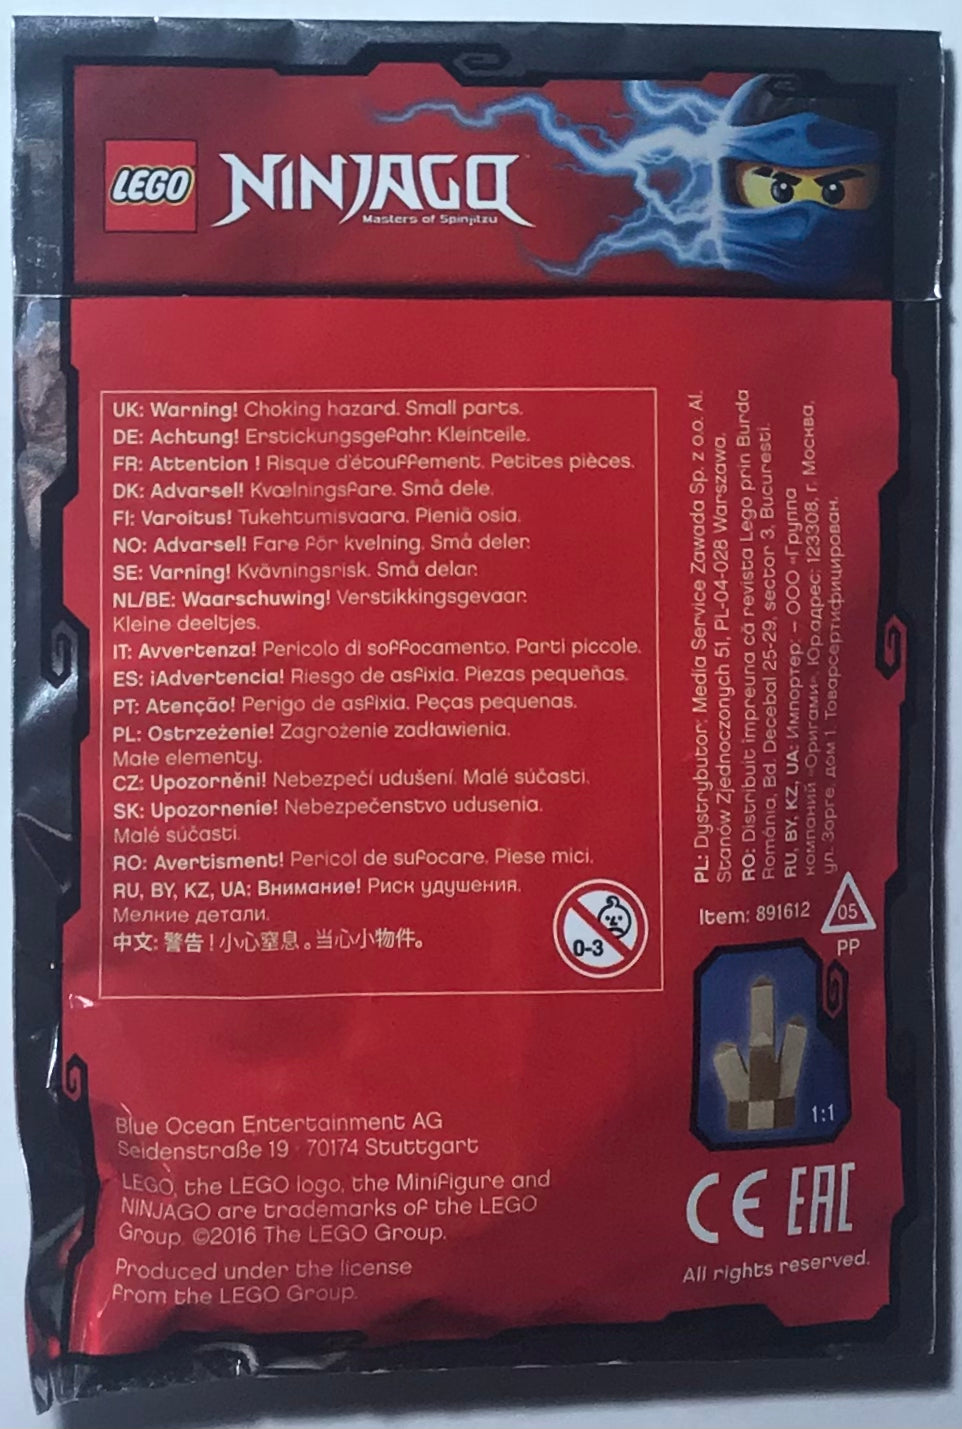 LEGO NINJAGO
Masters of Spinjitzu
UK: Warning! Choking hazard. Small parts.
DE: Achtung! Erstickungsgefahr. Kleinteile.
FR: Attention ! Risque d'étouffement. Petites pièces.
DK: Advarsel! Kvælningsfare. Små dele.
FI: Varoitus! Tukehtumisvaara. Pieniä osia.
NO: Advarsel! Fare för kvelning. Små deler.
SE: Varning! Kvävningsrisk. Små delar.
NL/BE: Waarschuwing! Verstikkingsgevaar.
Kleine deeltjes.
IT: Avvertenza! Pericolo di soffocamento. Parti piccole.
ES: ¡Advertencia! Riesgo de asfixia. Piezas pequeñas.
PT: Atenção! Perigo de asfixia. Peças pequenas.
PL: Ostrzeżenie! Zagrożenie zadławienia.
Małe elementy.
CZ: Upozornění! Nebezpečí udušení. Malé súčasti.
SK: Upozornenie! Nebezpečenstvo udusenia.
Malé súčasti.
RO: Avertisment! Pericol de sufocare. Piese mici.
RU, BY, KZ, UA: Внимание! Риск удушения.
Мелкие детали.
中文: 警告！小心窒息。当心小物件。
0-3
PL: Dystrybutor: Media Service Zawada Sp. z o.o. Al.
Stanów Zjednoczonych 51, PL-04-028 Warszawa.
RO: Distribuit împreuna cã revista Lego prin Burda
România, Bd. Decebal 25-29, sector 3, Bucuresti.
RU, BY, KZ, UA: Импортер: – ООО «Группа
компаний «Оригами». Юр.адрес: 123308, г. Москва,
ул. Зорге, дом 1. Товарсертифицирован.
Item: 891612
05
PP
1:1
Blue Ocean Entertainment AG
Seidenstraße 19 · 70174 Stuttgart
LEGO, the LEGO logo, the Minifigure and
NINJAGO are trademarks of the LEGO
Group. ©2016 The LEGO Group.
Produced under the license
from the LEGO Group.
CE EAC
All rights reserved.